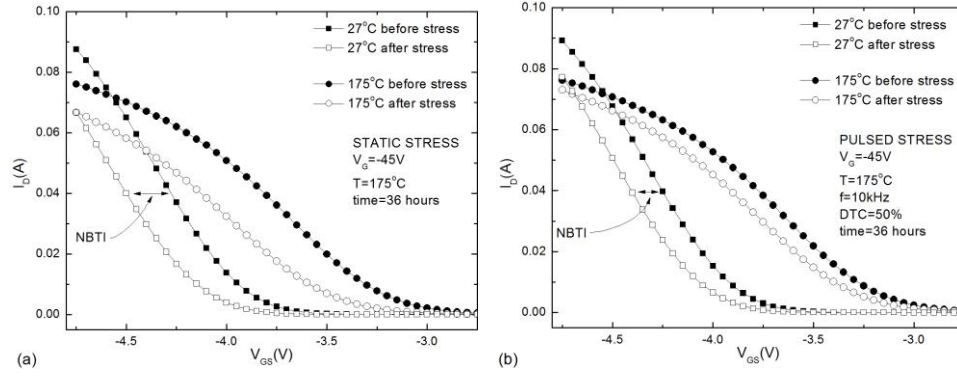 0.10
0.08
0.06
0.04
0.02
0.00
I_D(A)
27°C before stress
27°C after stress
175°C before stress
175°C after stress
STATIC STRESS
V_G=-45V
T=175°C
time=36 hours
NBTI
-4.5 -4.0 -3.5 -3.0
V_GS(V)
(a)
0.10
0.08
0.06
0.04
0.02
0.00
I_D(A)
27°C before stress
27°C after stress
175°C before stress
175°C after stress
PULSED STRESS
V_G=-45V
T=175°C
f=10kHz
DTC=50%
time=36 hours
NBTI
-4.5 -4.0 -3.5 -3.0
V_GS(V)
(b)